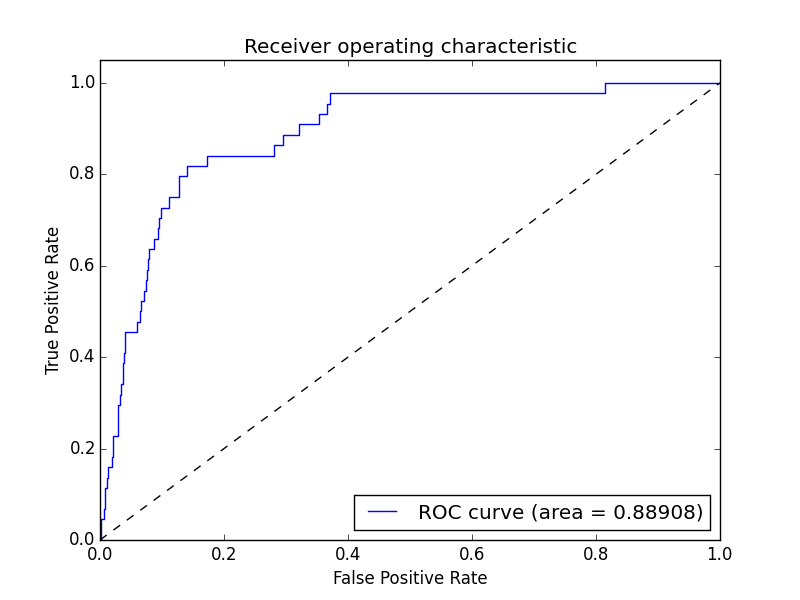 Receiver operating characteristic
1.0
0.8
0.6
0.4
0.2
0.0
True Positive Rate
ROC curve (area = 0.88908)
0.0 0.2 0.4 0.6 0.8 1.0
False Positive Rate